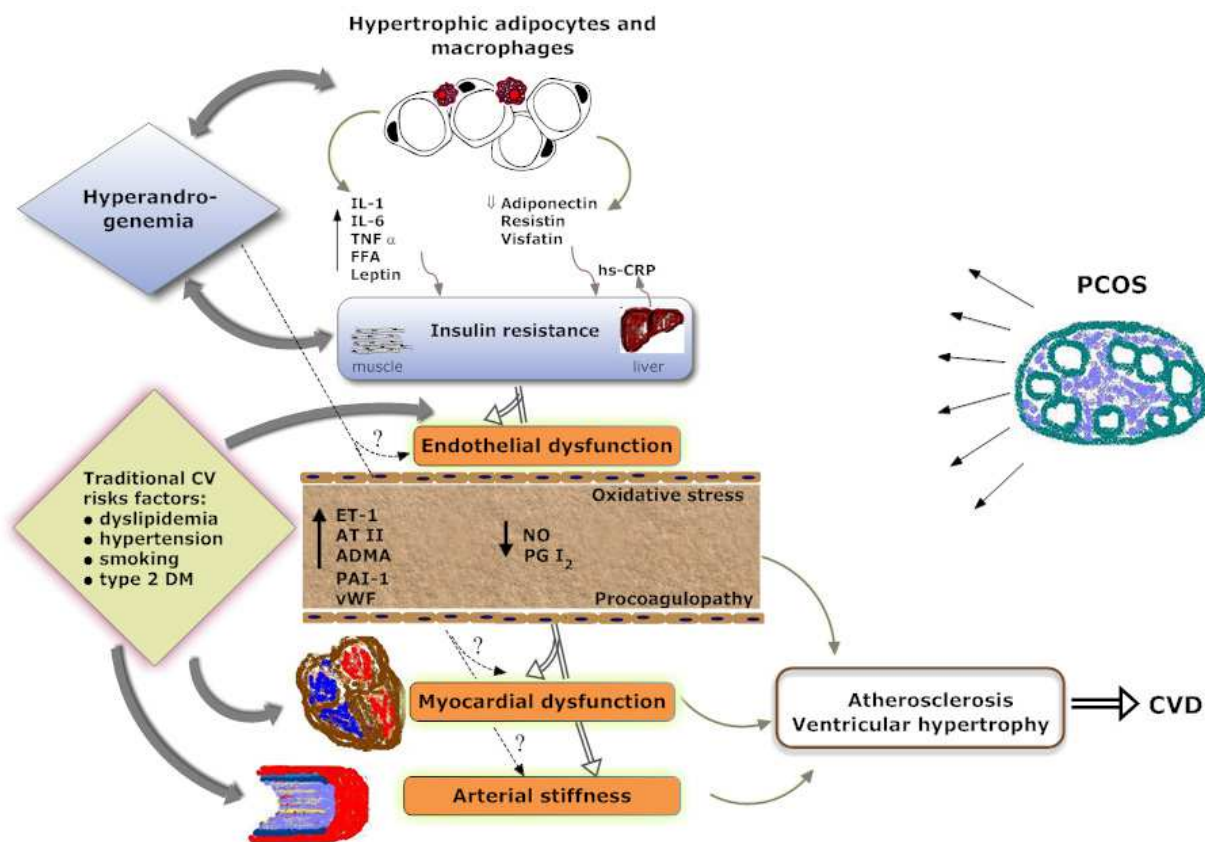 Hypertrophic adipocytes and
macrophages
Hyperandro-
genemia
IL-1
IL-6
TNF α
FFA
Leptin
⇓ Adiponectin
Resistin
Visfatin
hs-CRP
Insulin resistance
muscle
liver
PCOS
?
Endothelial dysfunction
Traditional CV
risks factors:
● dyslipidemia
● hypertension
● smoking
● type 2 DM
Oxidative stress
ET-1
AT II
ADMA
PAI-1
vWF
NO
PG I₂
Procoagulopathy
?
Myocardial dysfunction
?
Arterial stiffness
Atherosclerosis
Ventricular hypertrophy
CVD